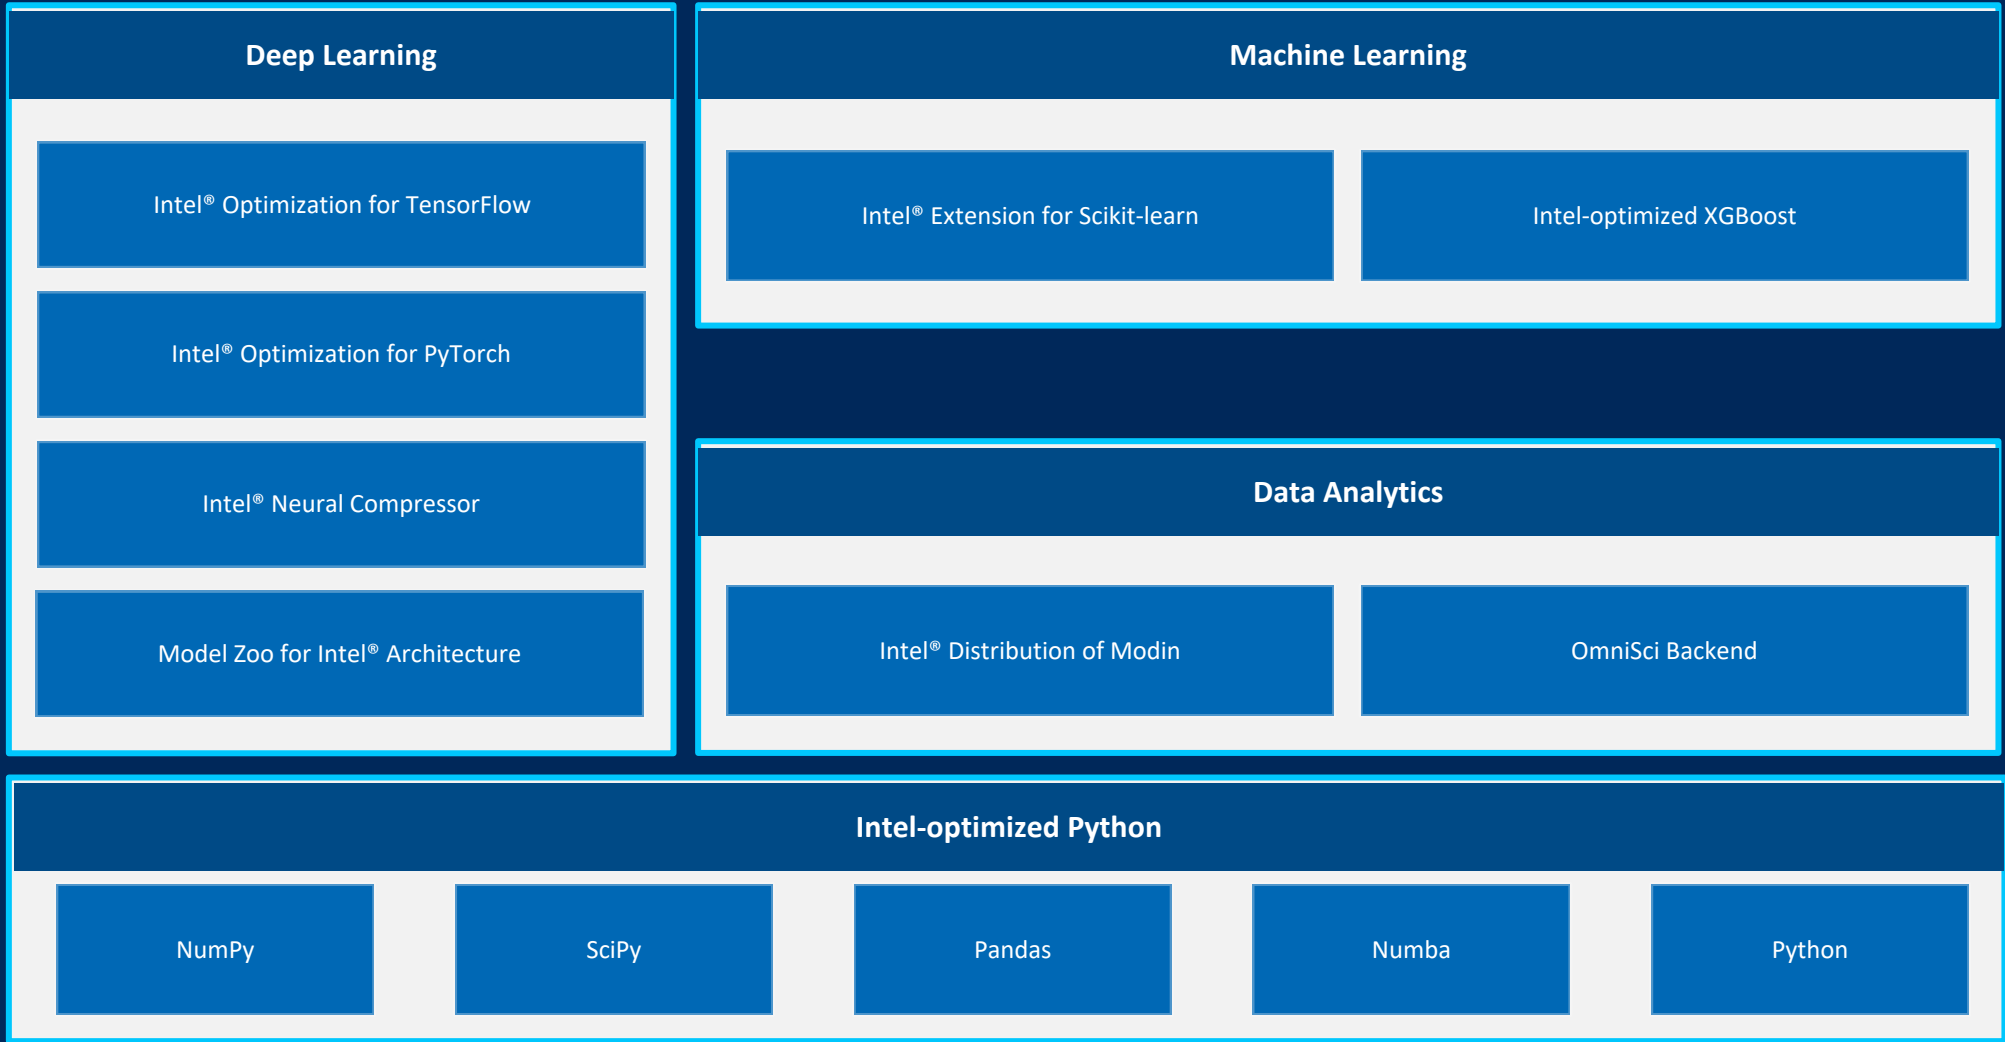 Deep Learning
Intel® Optimization for TensorFlow
Intel® Optimization for PyTorch
Intel® Neural Compressor
Model Zoo for Intel® Architecture
Machine Learning
Intel® Extension for Scikit-learn
Intel-optimized XGBoost
Data Analytics
Intel® Distribution of Modin
OmniSci Backend
Intel-optimized Python
NumPy
SciPy
Pandas
Numba
Python